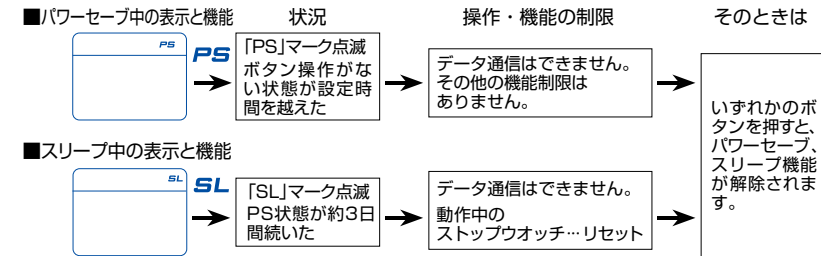 ■パワーセーブ中の表示と機能
状況
操作・機能の制限
そのときは
PS
PS
「PS」マーク点滅
ボタン操作がな
い状態が設定時
間を越えた
データ通信はできません。
その他の機能制限は
ありません。
いずれかのボ
タンを押すと、
パワーセーブ、
スリープ機能
が解除されま
す。
■スリープ中の表示と機能
SL
SL
「SL」マーク点滅
PS状態が約3日
間続いた
データ通信はできません。
動作中の
ストップウオッチ…リセット